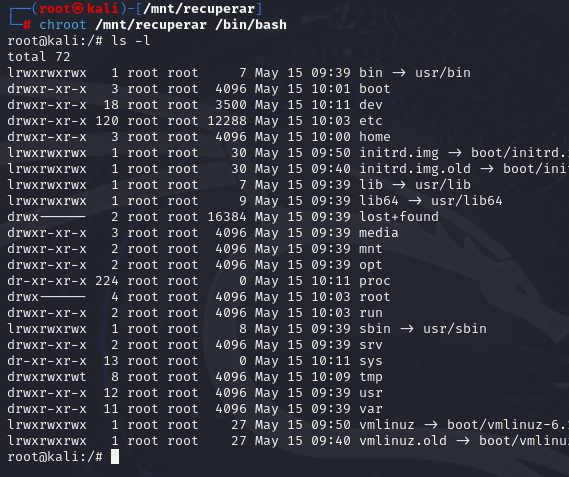 ┌──(root㉿kali)-[/mnt/recuperar]
└─# chroot /mnt/recuperar /bin/bash
root@kali:/# ls -l
total 72
lrwxrwxrwx   1 root root     7 May 15 09:39 bin -> usr/bin
drwxr-xr-x   3 root root  4096 May 15 10:01 boot
drwxr-xr-x  18 root root  3500 May 15 10:11 dev
drwxr-xr-x 120 root root 12288 May 15 10:03 etc
drwxr-xr-x   3 root root  4096 May 15 10:00 home
lrwxrwxrwx   1 root root    30 May 15 09:50 initrd.img -> boot/initrd.
lrwxrwxrwx   1 root root    30 May 15 09:40 initrd.img.old -> boot/init
lrwxrwxrwx   1 root root     7 May 15 09:39 lib -> usr/lib
lrwxrwxrwx   1 root root     9 May 15 09:39 lib64 -> usr/lib64
drwx------   2 root root 16384 May 15 09:39 lost+found
drwxr-xr-x   3 root root  4096 May 15 09:39 media
drwxr-xr-x   2 root root  4096 May 15 09:39 mnt
drwxr-xr-x   2 root root  4096 May 15 09:39 opt
dr-xr-xr-x 224 root root     0 May 15 10:11 proc
drwx------   4 root root  4096 May 15 10:03 root
drwxr-xr-x   2 root root  4096 May 15 10:03 run
lrwxrwxrwx   1 root root     8 May 15 09:39 sbin -> usr/sbin
drwxr-xr-x   2 root root  4096 May 15 09:39 srv
dr-xr-xr-x  13 root root     0 May 15 10:11 sys
drwxrwxrwt   8 root root  4096 May 15 10:09 tmp
drwxr-xr-x  12 root root  4096 May 15 09:39 usr
drwxr-xr-x  11 root root  4096 May 15 09:39 var
lrwxrwxrwx   1 root root    27 May 15 09:50 vmlinuz -> boot/vmlinuz-6.
lrwxrwxrwx   1 root root    27 May 15 09:40 vmlinuz.old -> boot/vmlinu
root@kali:/#